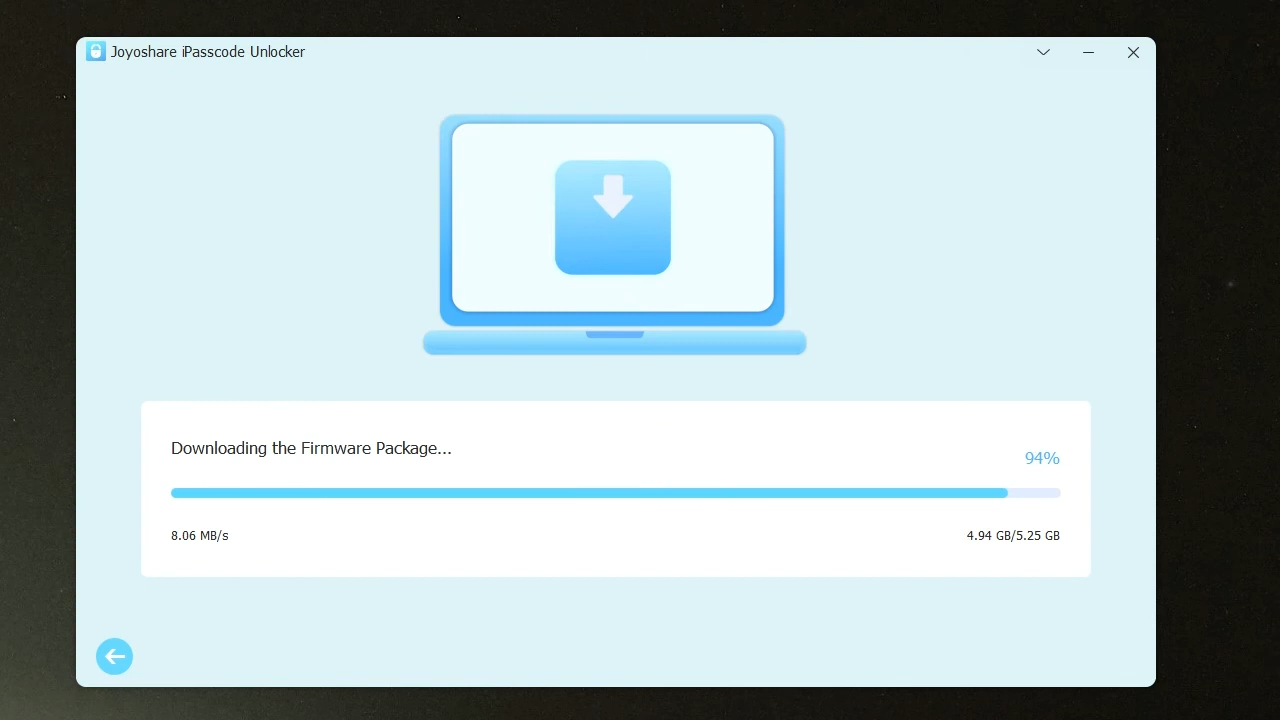 Joyoshare iPasscode Unlocker
Downloading the Firmware Package...
94%
8.06 MB/s
4.94 GB/5.25 GB